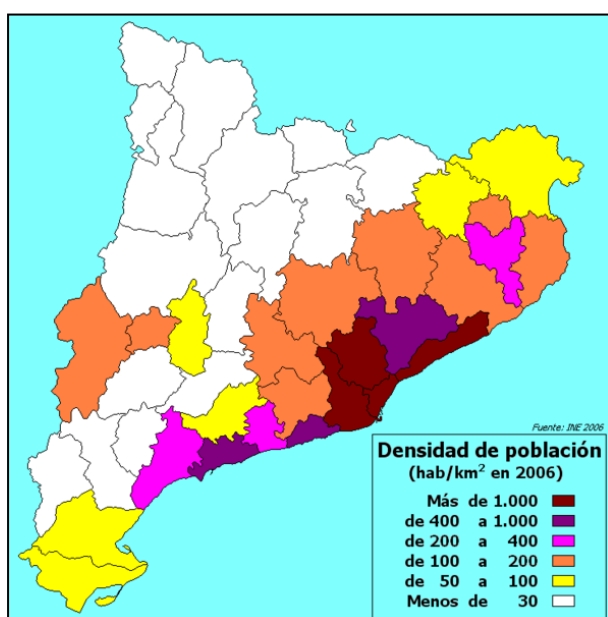 Fuente: INE 2006
Densidad de población
(hab/km² en 2006)
Más de 1.000
de 400 a 1.000
de 200 a 400
de 100 a 200
de 50 a 100
Menos de 30